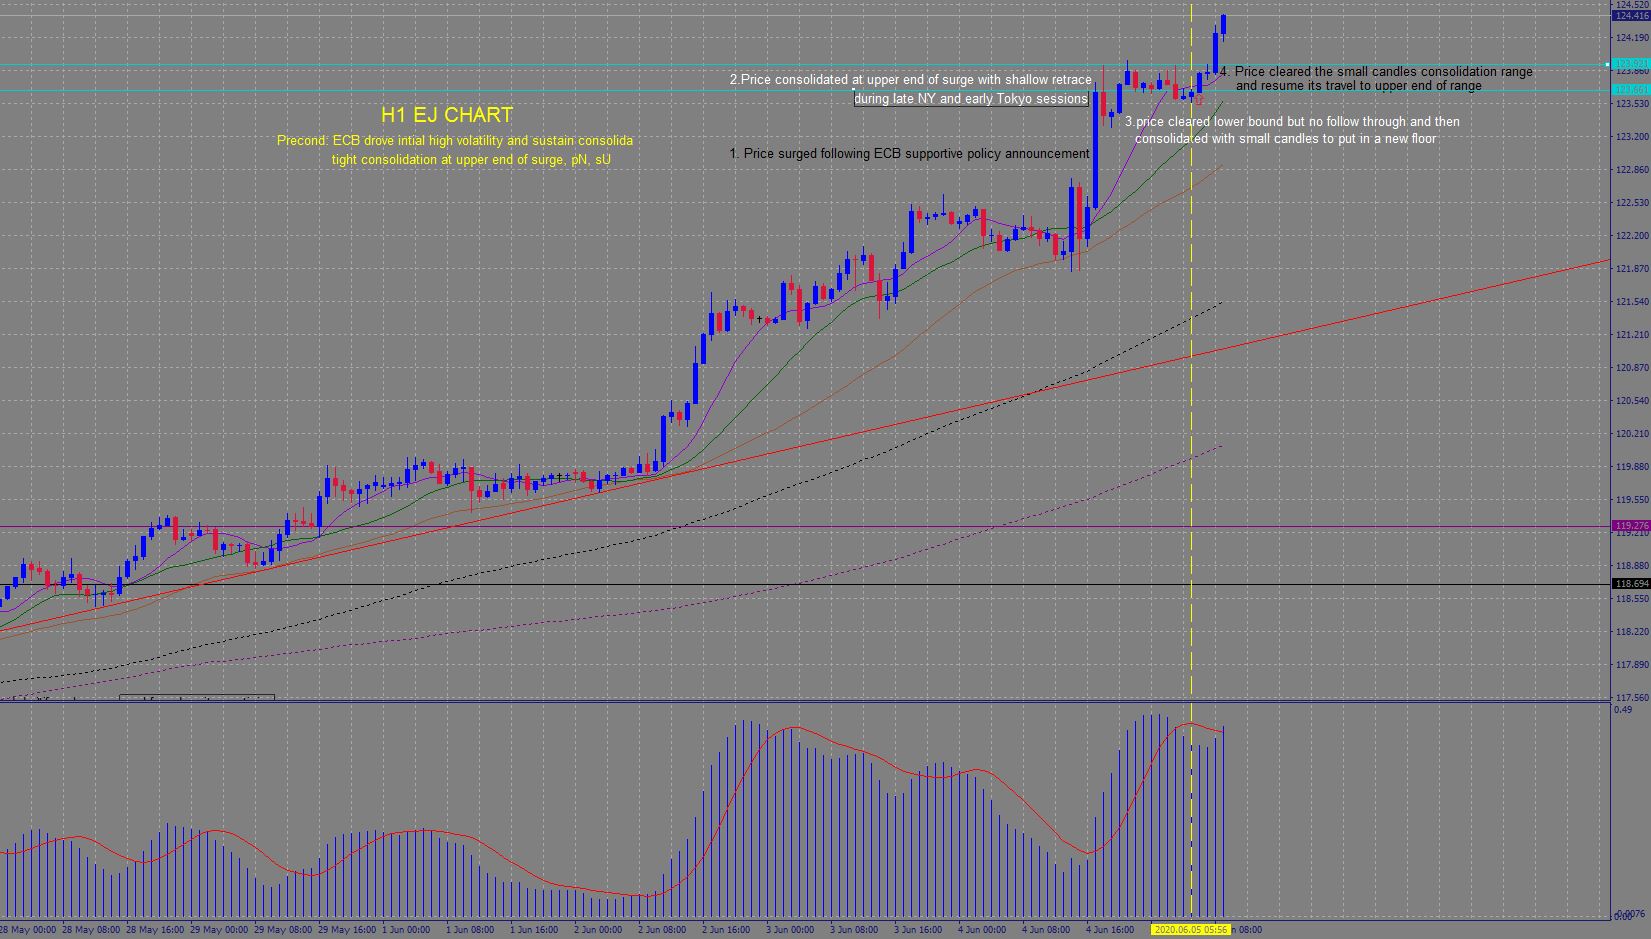 124.520
124.416
124.190
2.Price consolidated at upper end of surge with shallow retrace
during late NY and early Tokyo sessions
4. Price cleared the small candles consolidation range
and resume its travel to upper end of range
123.860
H1 EJ CHART
123.530
3.price cleared lower bound but no follow through and then
consolidated with small candles to put in a new floor
Precond: ECB drove intial high volatility and sustain consolida
tight consolidation at upper end of surge, pN, sU
1. Price surged following ECB supportive policy announcement
123.200
122.860
122.530
122.200
121.870
121.540
121.210
120.870
120.540
120.210
119.880
119.550
119.276
119.210
118.880
118.694
118.550
118.220
117.890
117.560
0.49
-0.0076
0.00
28 May 00:00
28 May 08:00
28 May 16:00
29 May 00:00
29 May 08:00
29 May 16:00
1 Jun 00:00
1 Jun 08:00
1 Jun 16:00
2 Jun 00:00
2 Jun 08:00
2 Jun 16:00
3 Jun 00:00
3 Jun 08:00
3 Jun 16:00
4 Jun 00:00
4 Jun 08:00
4 Jun 16:00
2020.06.05 05:56
n 08:00